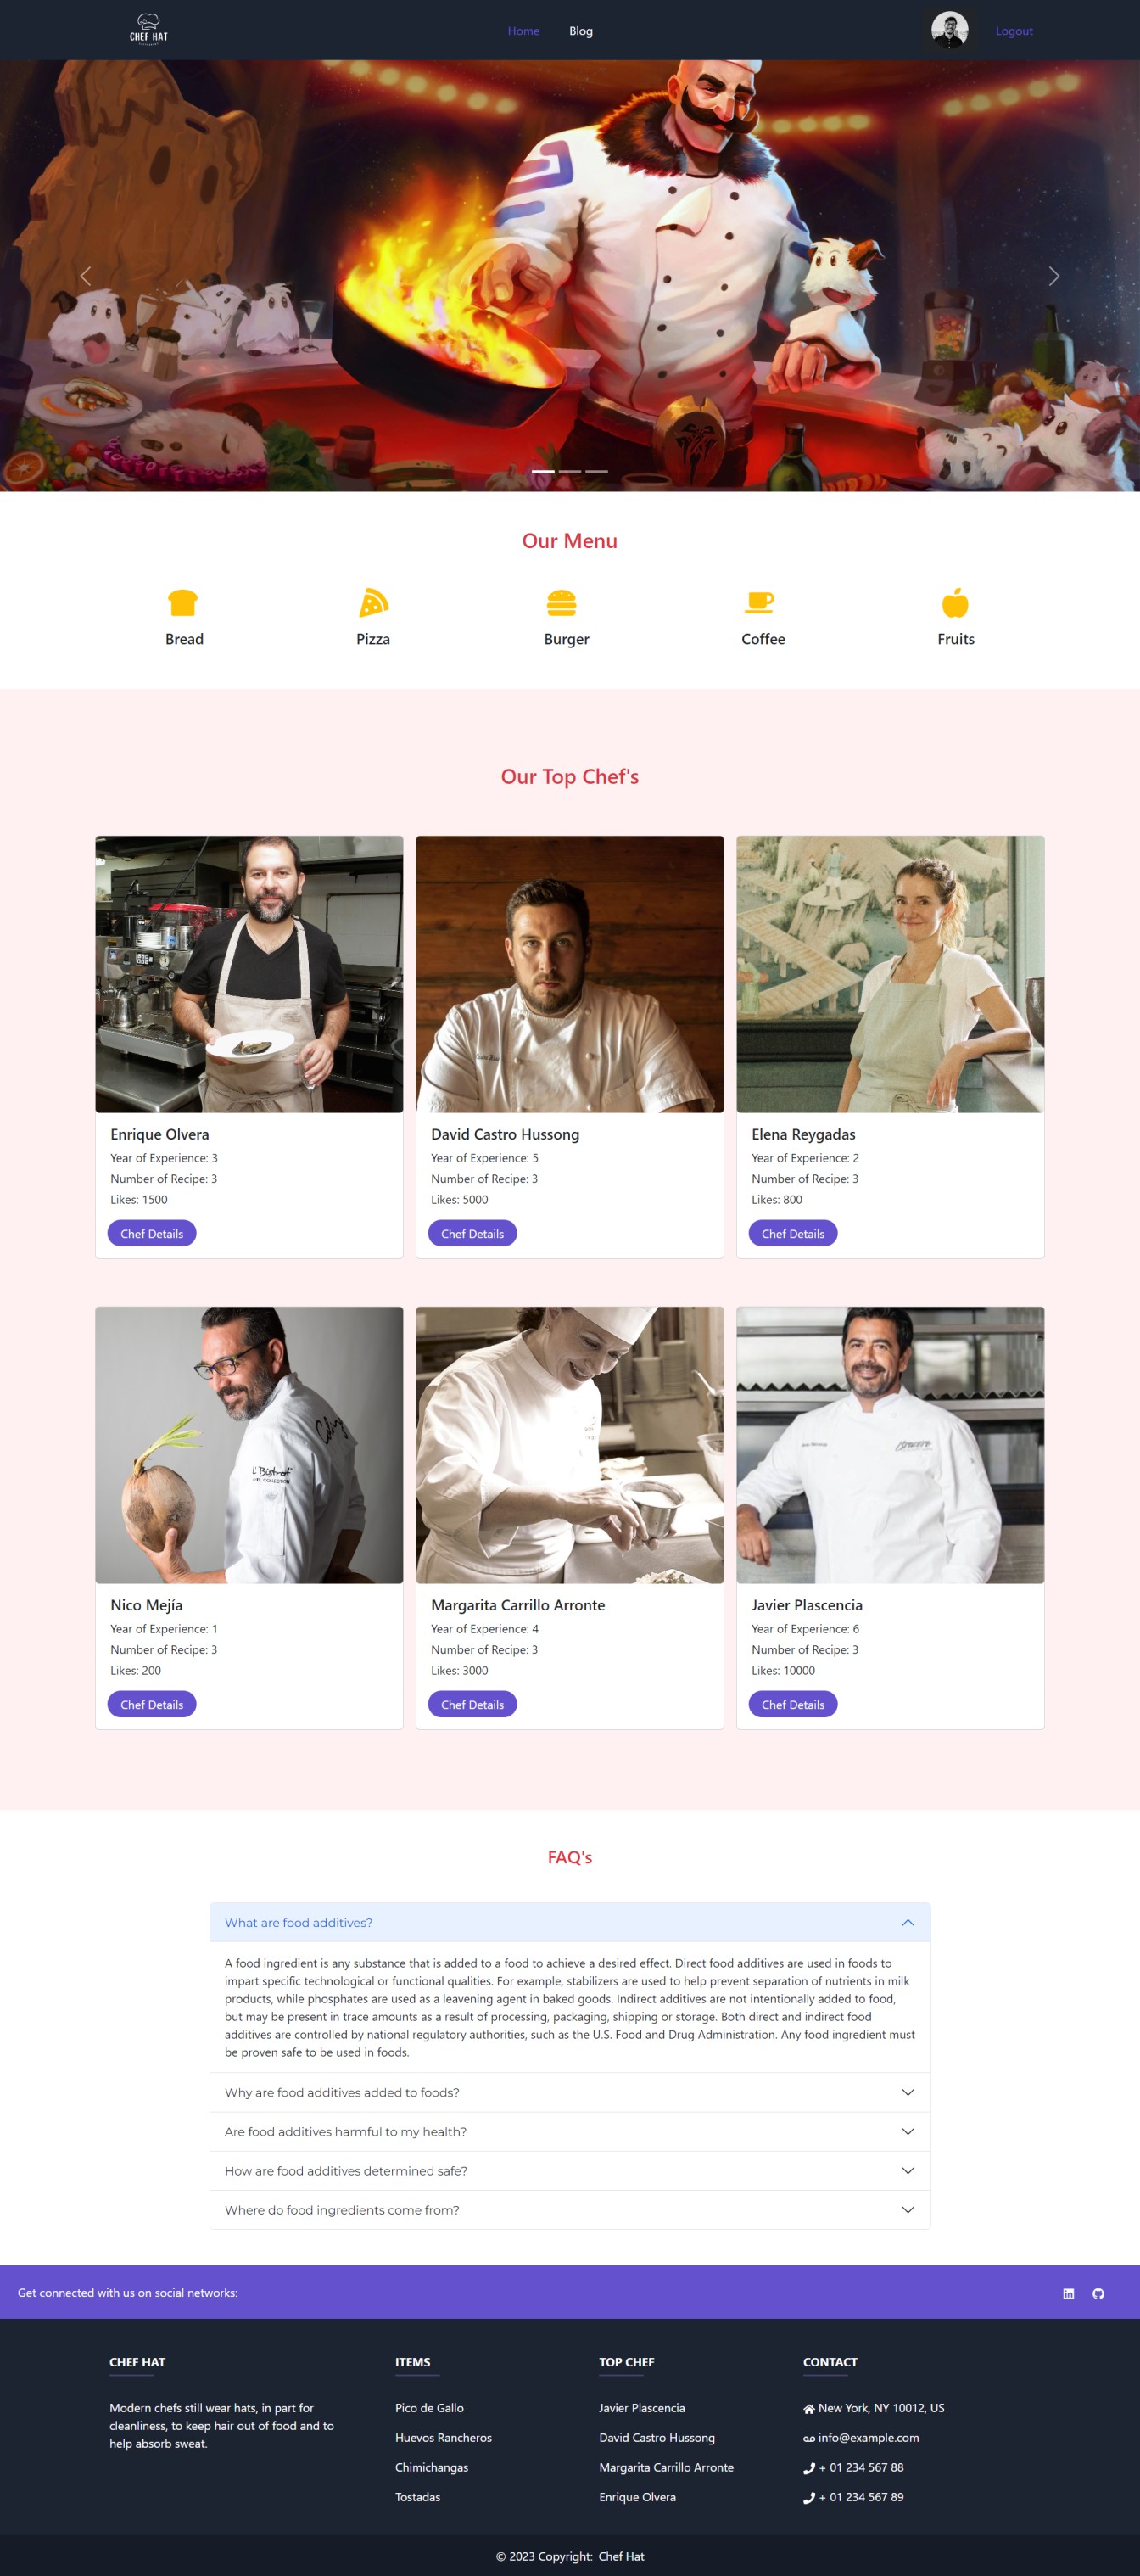 CHEF HAT
Home
Blog
Logout
Our Menu
Bread
Pizza
Burger
Coffee
Fruits
Our Top Chef's
Enrique Olvera
Year of Experience: 3
Number of Recipe: 3
Likes: 1500
Chef Details
David Castro Hussong
Year of Experience: 5
Number of Recipe: 3
Likes: 5000
Chef Details
Elena Reygadas
Year of Experience: 2
Number of Recipe: 3
Likes: 800
Chef Details
L'Bistrot
Nico Mejía
Year of Experience: 1
Number of Recipe: 3
Likes: 200
Chef Details
Margarita Carrillo Arronte
Year of Experience: 4
Number of Recipe: 3
Likes: 3000
Chef Details
Javier Plascencia
Year of Experience: 6
Number of Recipe: 3
Likes: 10000
Chef Details
FAQ's
What are food additives?
A food ingredient is any substance that is added to a food to achieve a desired effect. Direct food additives are used in foods to
impart specific technological or functional qualities. For example, stabilizers are used to help prevent separation of nutrients in milk
products, while phosphates are used as a leavening agent in baked goods. Indirect additives are not intentionally added to food,
but may be present in trace amounts as a result of processing, packaging, shipping or storage. Both direct and indirect food
additives are controlled by national regulatory authorities, such as the U.S. Food and Drug Administration. Any food ingredient must
be proven safe to be used in foods.
Why are food additives added to foods?
Are food additives harmful to my health?
How are food additives determined safe?
Where do food ingredients come from?
Get connected with us on social networks:
CHEF HAT
Modern chefs still wear hats, in part for
cleanliness, to keep hair out of food and to
help absorb sweat.
ITEMS
Pico de Gallo
Huevos Rancheros
Chimichangas
Tostadas
TOP CHEF
Javier Plascencia
David Castro Hussong
Margarita Carrillo Arronte
Enrique Olvera
CONTACT
New York, NY 10012, US
info@example.com
+ 01 234 567 88
+ 01 234 567 89
© 2023 Copyright: Chef Hat